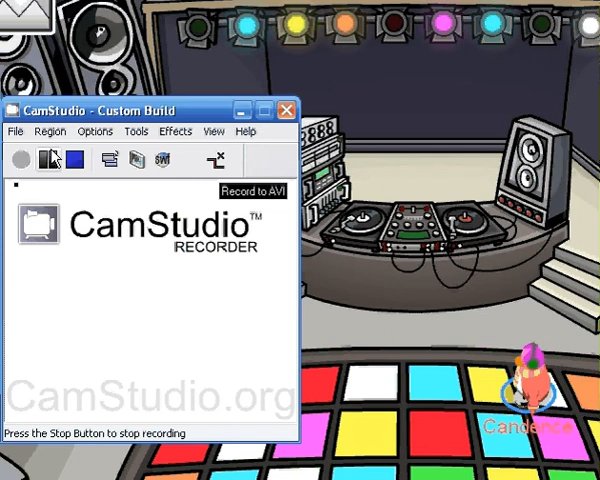 CamStudio - Custom Build
File Region Options Tools Effects View Help
SWF
Record to AVI
CamStudio™
RECORDER
CamStudio.org
Press the Stop Button to stop recording
Candence